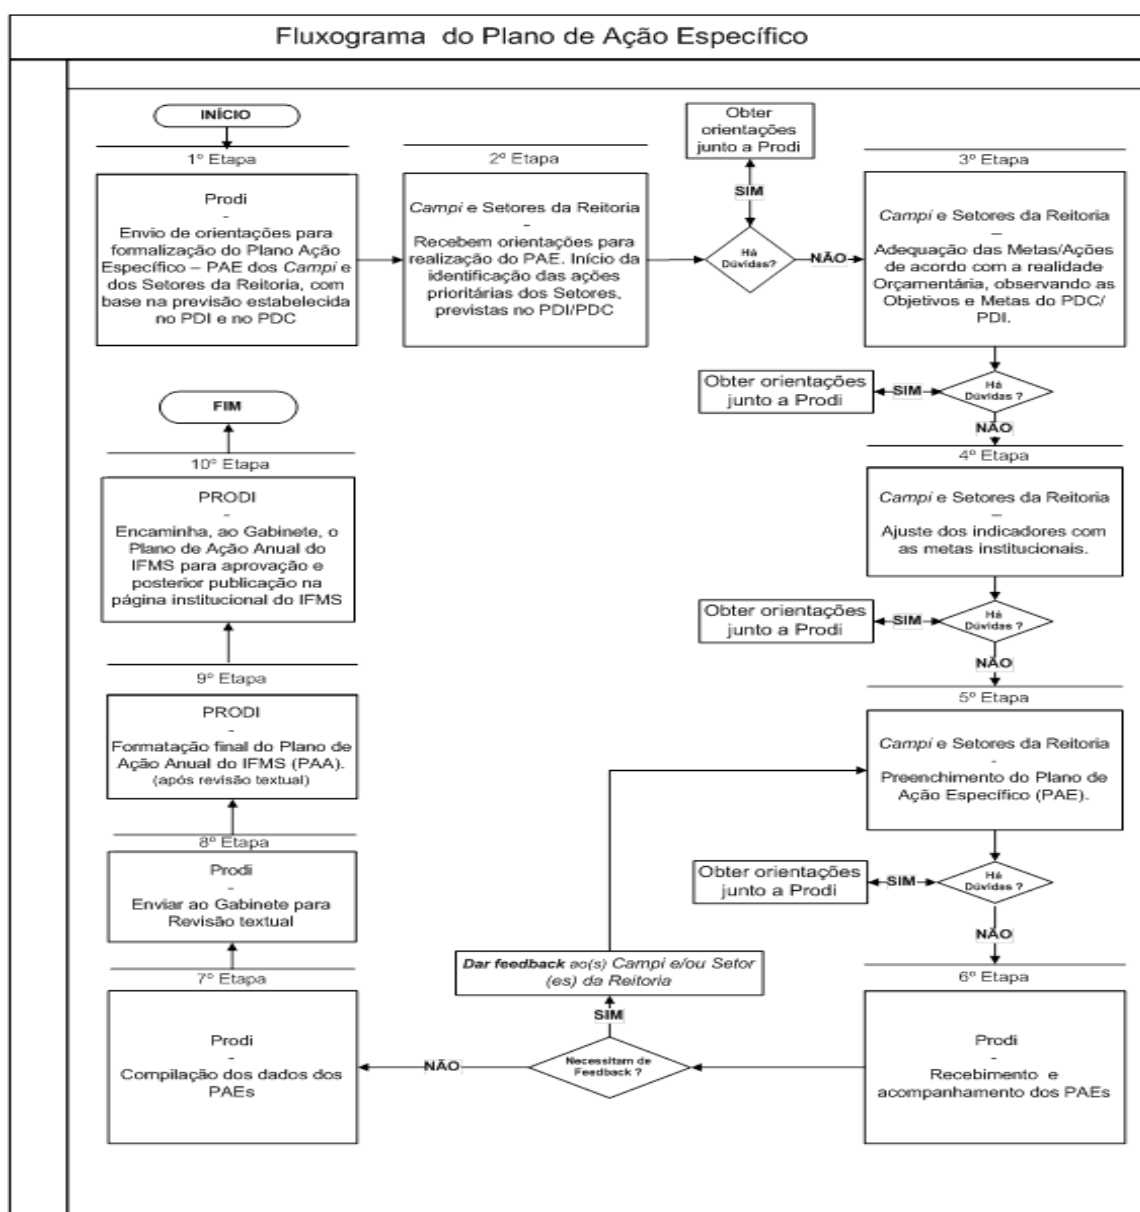 Fluxograma do Plano de Ação Específico
INÍCIO
1º Etapa
Prodi
-
Envio de orientações para
formalização do Plano Ação
Específico – PAE dos Campi e
dos Setores da Reitoria, com
base na previsão estabelecida
no PDI e no PDC
2º Etapa
Campi e Setores da Reitoria
-
Recebem orientações para
realização do PAE. Início da
identificação das ações
prioritárias dos Setores,
previstas no PDI/PDC
Obter
orientações
junto a Prodi
SIM
Há
Dúvidas?
NÃO
3º Etapa
Campi e Setores da Reitoria
–
Adequação das Metas/Ações
de acordo com a realidade
Orçamentária, observando as
Objetivos e Metas do PDC/
PDI.
Há
Dúvidas ?
SIM
Obter orientações
junto a Prodi
NÃO
4º Etapa
Campi e Setores da Reitoria
–
Ajuste dos indicadores com
as metas institucionais.
Há
Dúvidas ?
SIM
Obter orientações
junto a Prodi
NÃO
5º Etapa
Campi e Setores da Reitoria
-
Preenchimento do Plano de
Ação Específico (PAE).
Há
Dúvidas ?
SIM
Obter orientações
junto a Prodi
NÃO
6º Etapa
Prodi
-
Recebimento e
acompanhamento dos PAEs
Necessitam de
Feedback ?
SIM
Dar feedback ao(s) Campi e/ou Setor
(es) da Reitoria
NÃO
7º Etapa
Prodi
-
Compilação dos dados dos
PAEs
8º Etapa
Prodi
-
Enviar ao Gabinete para
Revisão textual
9º Etapa
PRODI
-
Formatação final do Plano de
Ação Anual do IFMS (PAA).
(após revisão textual)
10º Etapa
PRODI
-
Encaminha, ao Gabinete, o
Plano de Ação Anual do
IFMS para aprovação e
posterior publicação na
página institucional do IFMS
FIM